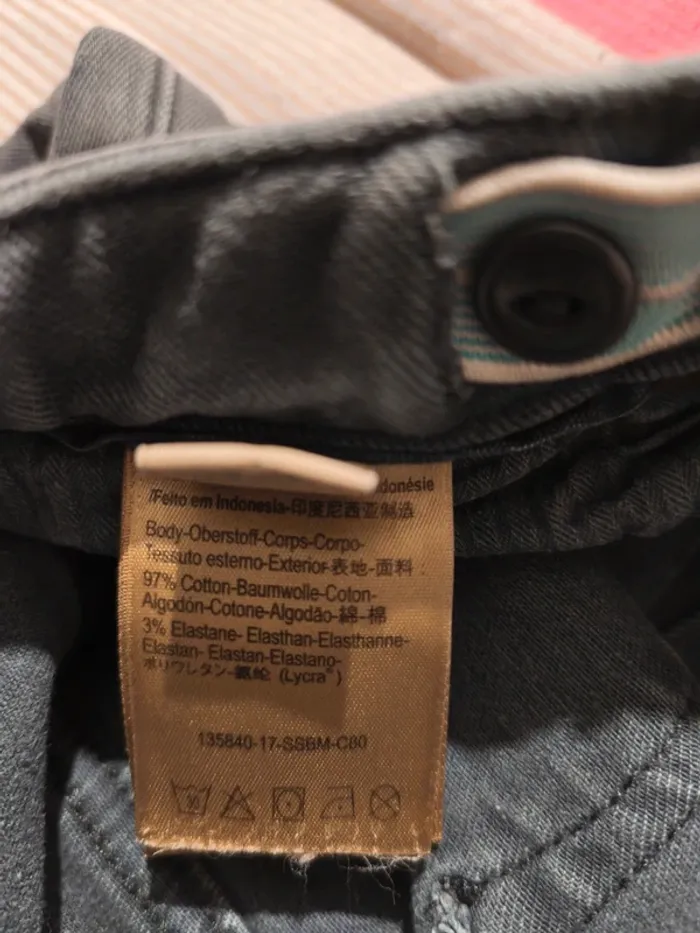 donésie
/Feito em Indonesia-印度尼西亚制造
Body-Oberstoff-Corps-Corpo-
Tessuto esterno-Exterior-表地-面料 :
97% Cotton-Baumwolle-Coton-
Algodón-Cotone-Algodão-綿-棉
3% Elastane- Elasthan-Elasthanne-
Elastan- Elastan-Elastano-
ポリウレタン-氨纶 (Lycra®)
135840-17-SSBM-C80
30